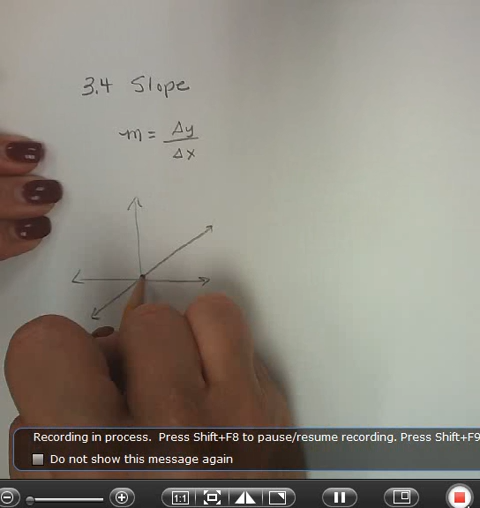 3.4 Slope
m = Δy/Δx
Recording in process. Press Shift+F8 to pause/resume recording. Press Shift+F9
Do not show this message again
1:1